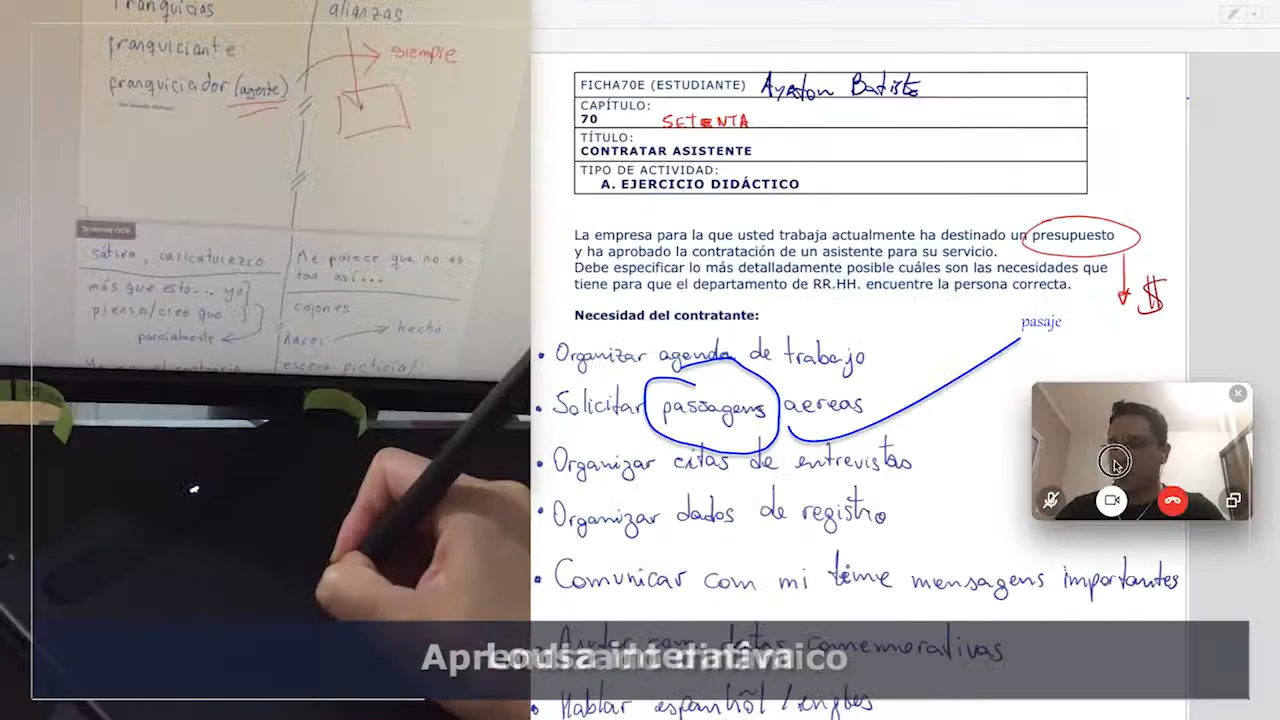 Franquicias
franquiciante
franquiciador (agente)
alianzas
siempre
sátira, caricaturezco
más que esto... yo
pienso/creo que
parcialmente
Me parece que no es
tan así...
cojones
hacer
hecho
escena ficticia/
FICHA70E (ESTUDIANTE) Ayrton Batista
CAPÍTULO:
70 SETENTA
TÍTULO:
CONTRATAR ASISTENTE
TIPO DE ACTIVIDAD:
A. EJERCICIO DIDÁCTICO
La empresa para la que usted trabaja actualmente ha destinado un presupuesto
y ha aprobado la contratación de un asistente para su servicio.
Debe especificar lo más detalladamente posible cuáles son las necesidades que
tiene para que el departamento de RR.HH. encuentre la persona correcta.
$
Necesidad del contratante:
pasaje
• Organizar agenda de trabajo
• Solicitar passagens aereas
• Organizar citas de entrevistas
• Organizar dados de registro
• Comunicar com mi time mensagens importantes
datas comemorativas
• Hablar espanhõl / ingles